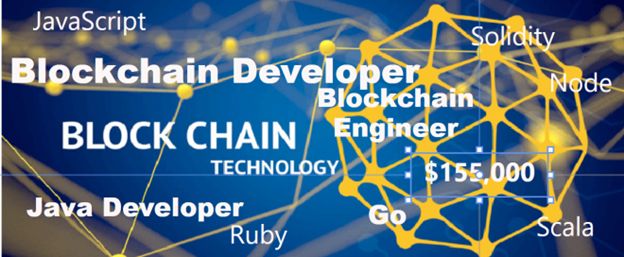 JavaScript
Solidity
Blockchain Developer
Node
Blockchain
Engineer
BLOCK CHAIN
TECHNOLOGY
$155,000
Java Developer
Go
Ruby
Scala